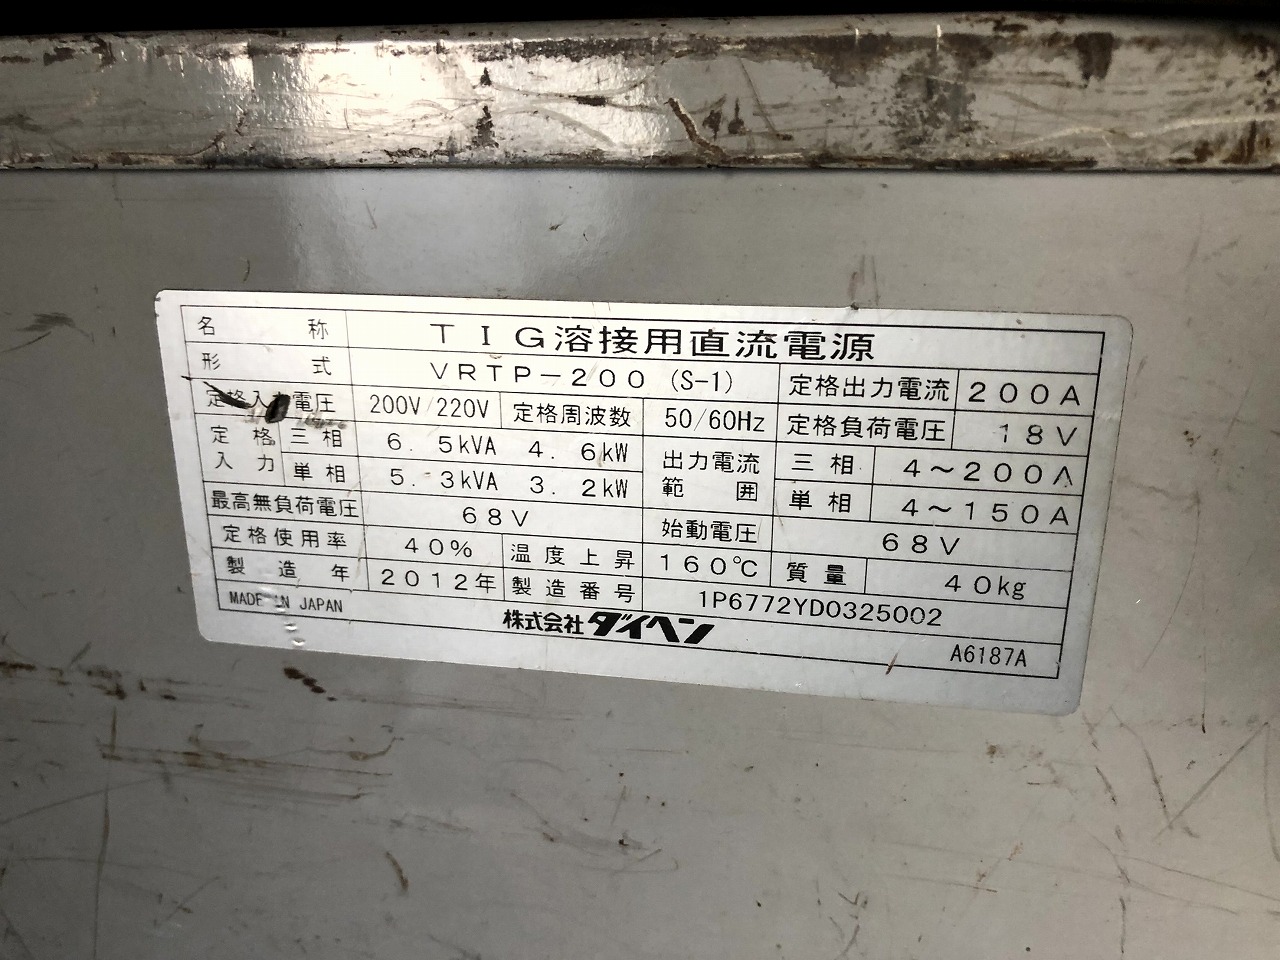 名称 TIG溶接用直流電源
形式 VRTP-200 (S-1) 定格出力電流 200A
定格入力電圧 200V/220V 定格周波数 50/60Hz 定格負荷電圧 18V
定格入力 三相 6.5kVA 4.6kW 出力電流範囲 三相 4～200A
単相 5.3kVA 3.2kW 単相 4～150A
最高無負荷電圧 68V 始動電圧 68V
定格使用率 40% 温度上昇 160℃ 質量 40kg
製造年 2012年 製造番号 1P6772YD0325002
MADE IN JAPAN 株式会社ダイヘン A6187A